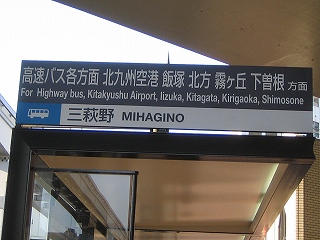 高速バス各方面 北九州空港 飯塚 北方 霧ヶ丘 下曽根 方面
For Highway bus, Kitakyushu Airport, Iizuka, Kitagata, Kirigaoka, Shimosone
三萩野 MIHAGINO